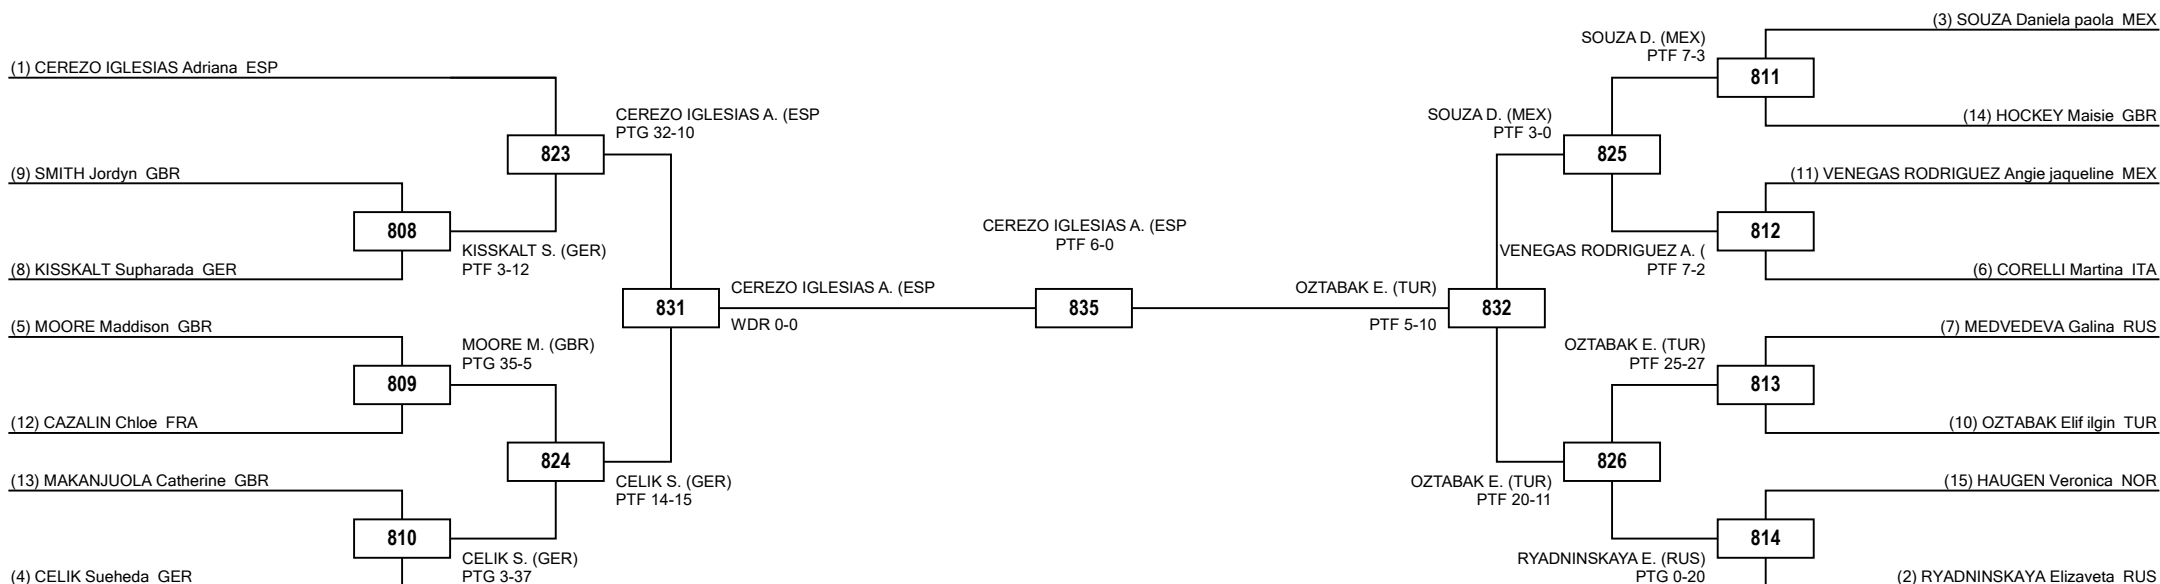 (3) SOUZA Daniela paola MEX
SOUZA D. (MEX)
PTF 7-3
(1) CEREZO IGLESIAS Adriana ESP
811
CEREZO IGLESIAS A. (ESP
PTG 32-10
SOUZA D. (MEX)
PTF 3-0
(14) HOCKEY Maisie GBR
823
825
(9) SMITH Jordyn GBR
(11) VENEGAS RODRIGUEZ Angie jaqueline MEX
808
CEREZO IGLESIAS A. (ESP
PTF 6-0
812
KISSKALT S. (GER)
PTF 3-12
VENEGAS RODRIGUEZ A. (
PTF 7-2
(8) KISSKALT Supharada GER
(6) CORELLI Martina ITA
831
CEREZO IGLESIAS A. (ESP
WDR 0-0
835
OZTABAK E. (TUR)
PTF 5-10
832
(5) MOORE Maddison GBR
(7) MEDVEDEVA Galina RUS
MOORE M. (GBR)
PTG 35-5
OZTABAK E. (TUR)
PTF 25-27
809
813
(12) CAZALIN Chloe FRA
(10) OZTABAK Elif ilgin TUR
824
826
(13) MAKANJUOLA Catherine GBR
CELIK S. (GER)
PTF 14-15
OZTABAK E. (TUR)
PTF 20-11
(15) HAUGEN Veronica NOR
810
814
CELIK S. (GER)
PTG 3-37
RYADNINSKAYA E. (RUS)
PTG 0-20
(4) CELIK Sueheda GER
(2) RYADNINSKAYA Elizaveta RUS